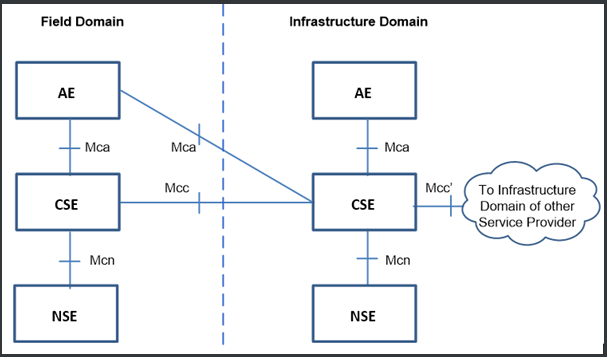 Field Domain
Infrastructure Domain
AE
AE
Mca
Mca
Mca
Mcc
Mcc'
CSE
CSE
To Infrastructure
Domain of other
Service Provider
Mcn
Mcn
NSE
NSE